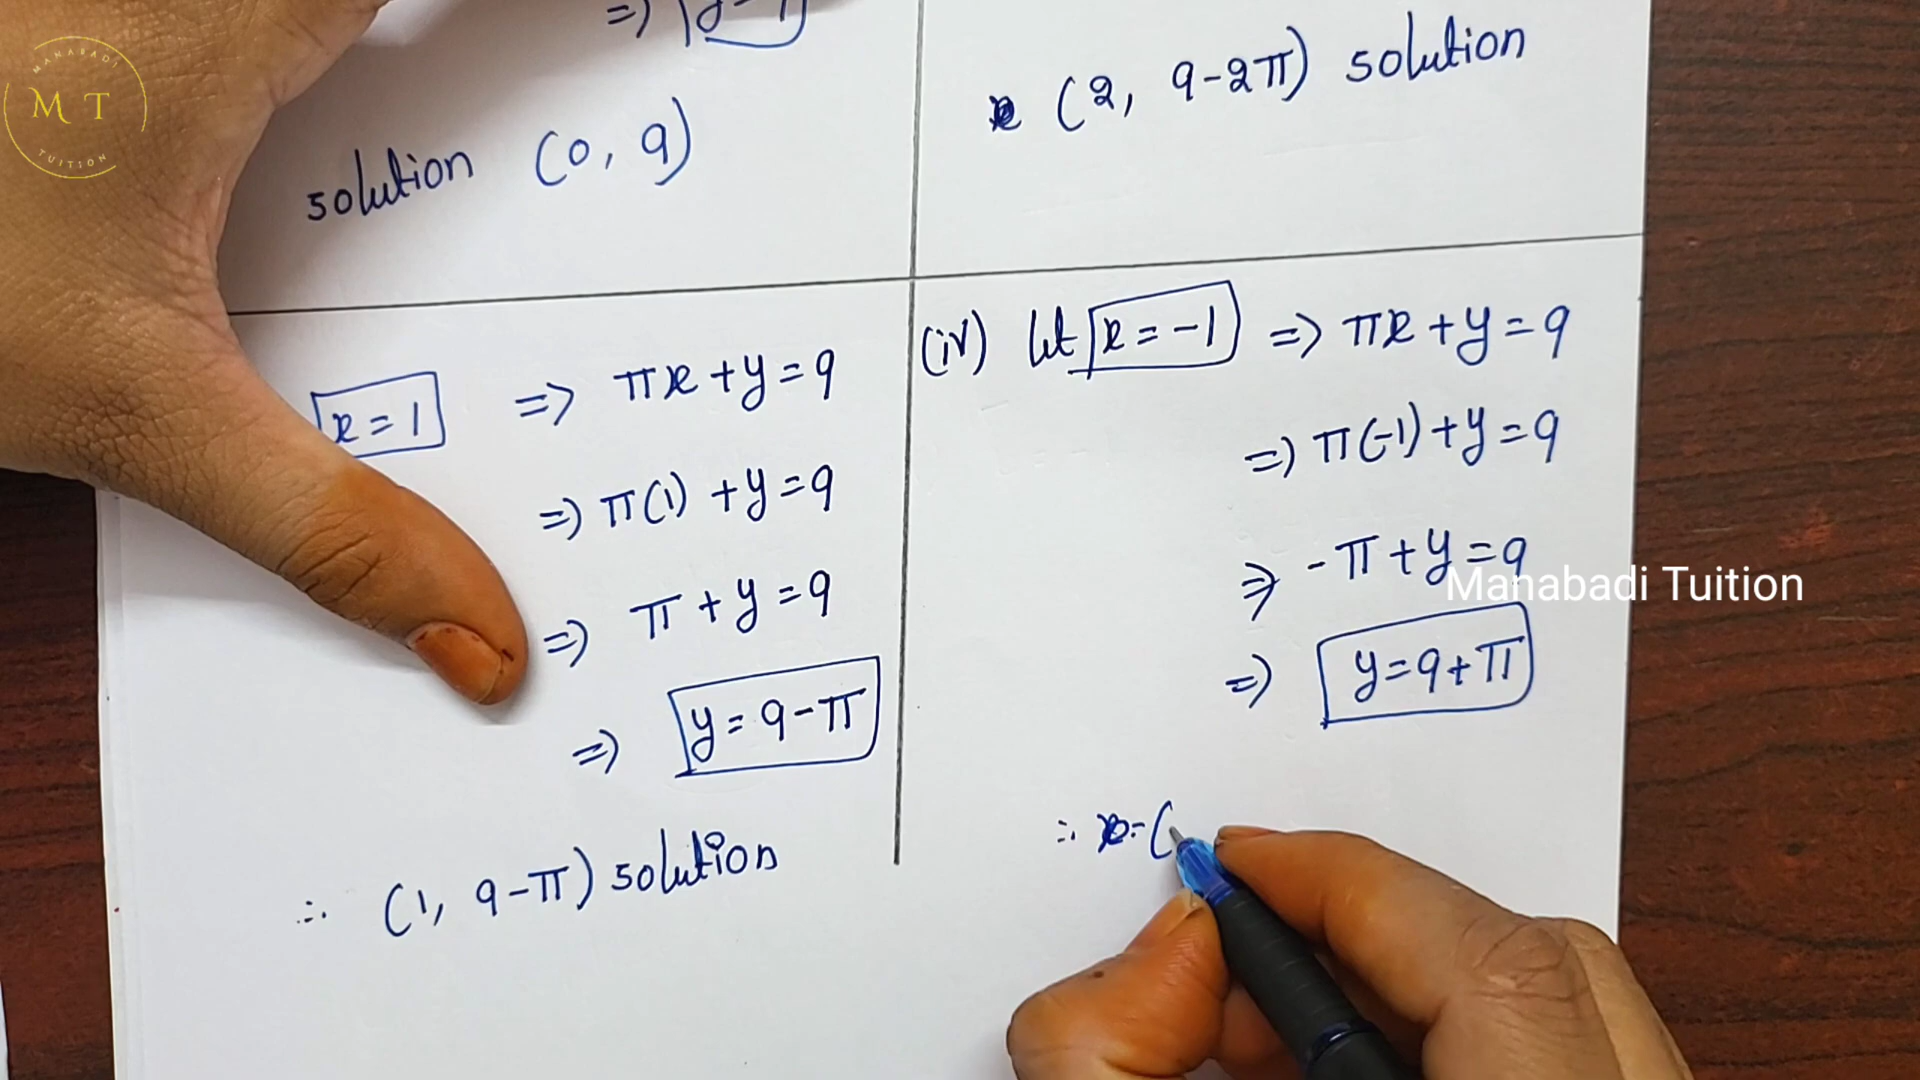 MANABADI
M T
TUITION
solution (0, 9)
(2, 9-2π) solution
x=1 => πx+y=9
=> π(1)+y=9
=> π+y=9
=> y=9-π
∴ (1, 9-π) solution
(iv) let x=-1 => πx+y=9
=> π(-1)+y=9
=> -π+y=9
=> y=9+π
∴ (
Manabadi Tuition